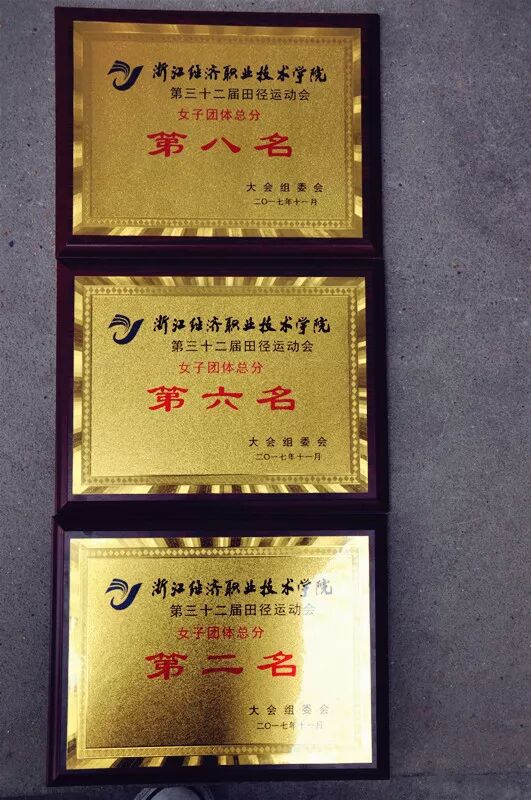 浙江经济职业技术学院
第三十二届田径运动会
女子团体总分
第八名
大会组委会
二〇一七年十一月
浙江经济职业技术学院
第三十二届田径运动会
女子团体总分
第六名
大会组委会
二〇一七年十一月
浙江经济职业技术学院
第三十二届田径运动会
女子团体总分
第二名
大会组委会
二〇一七年十一月